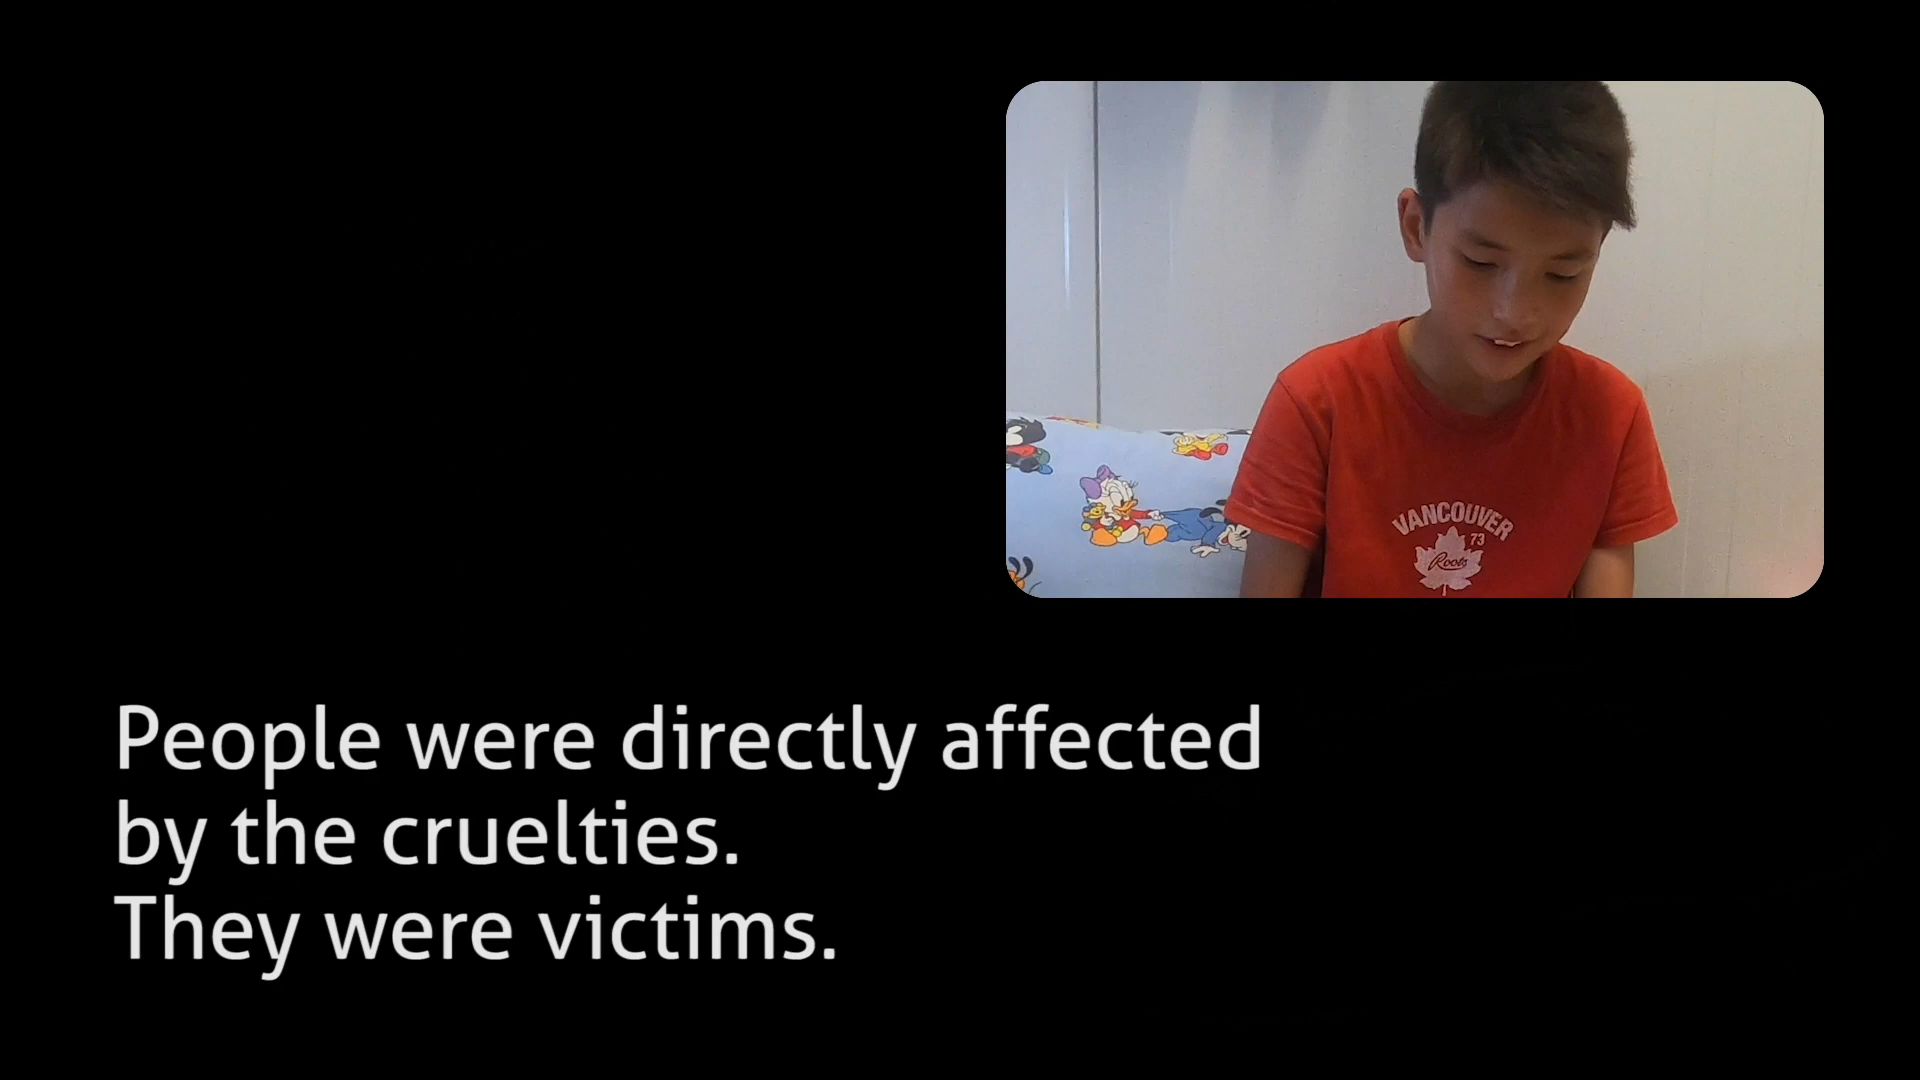 VANCOUVER
73
Roots
People were directly affected
by the cruelties.
They were victims.